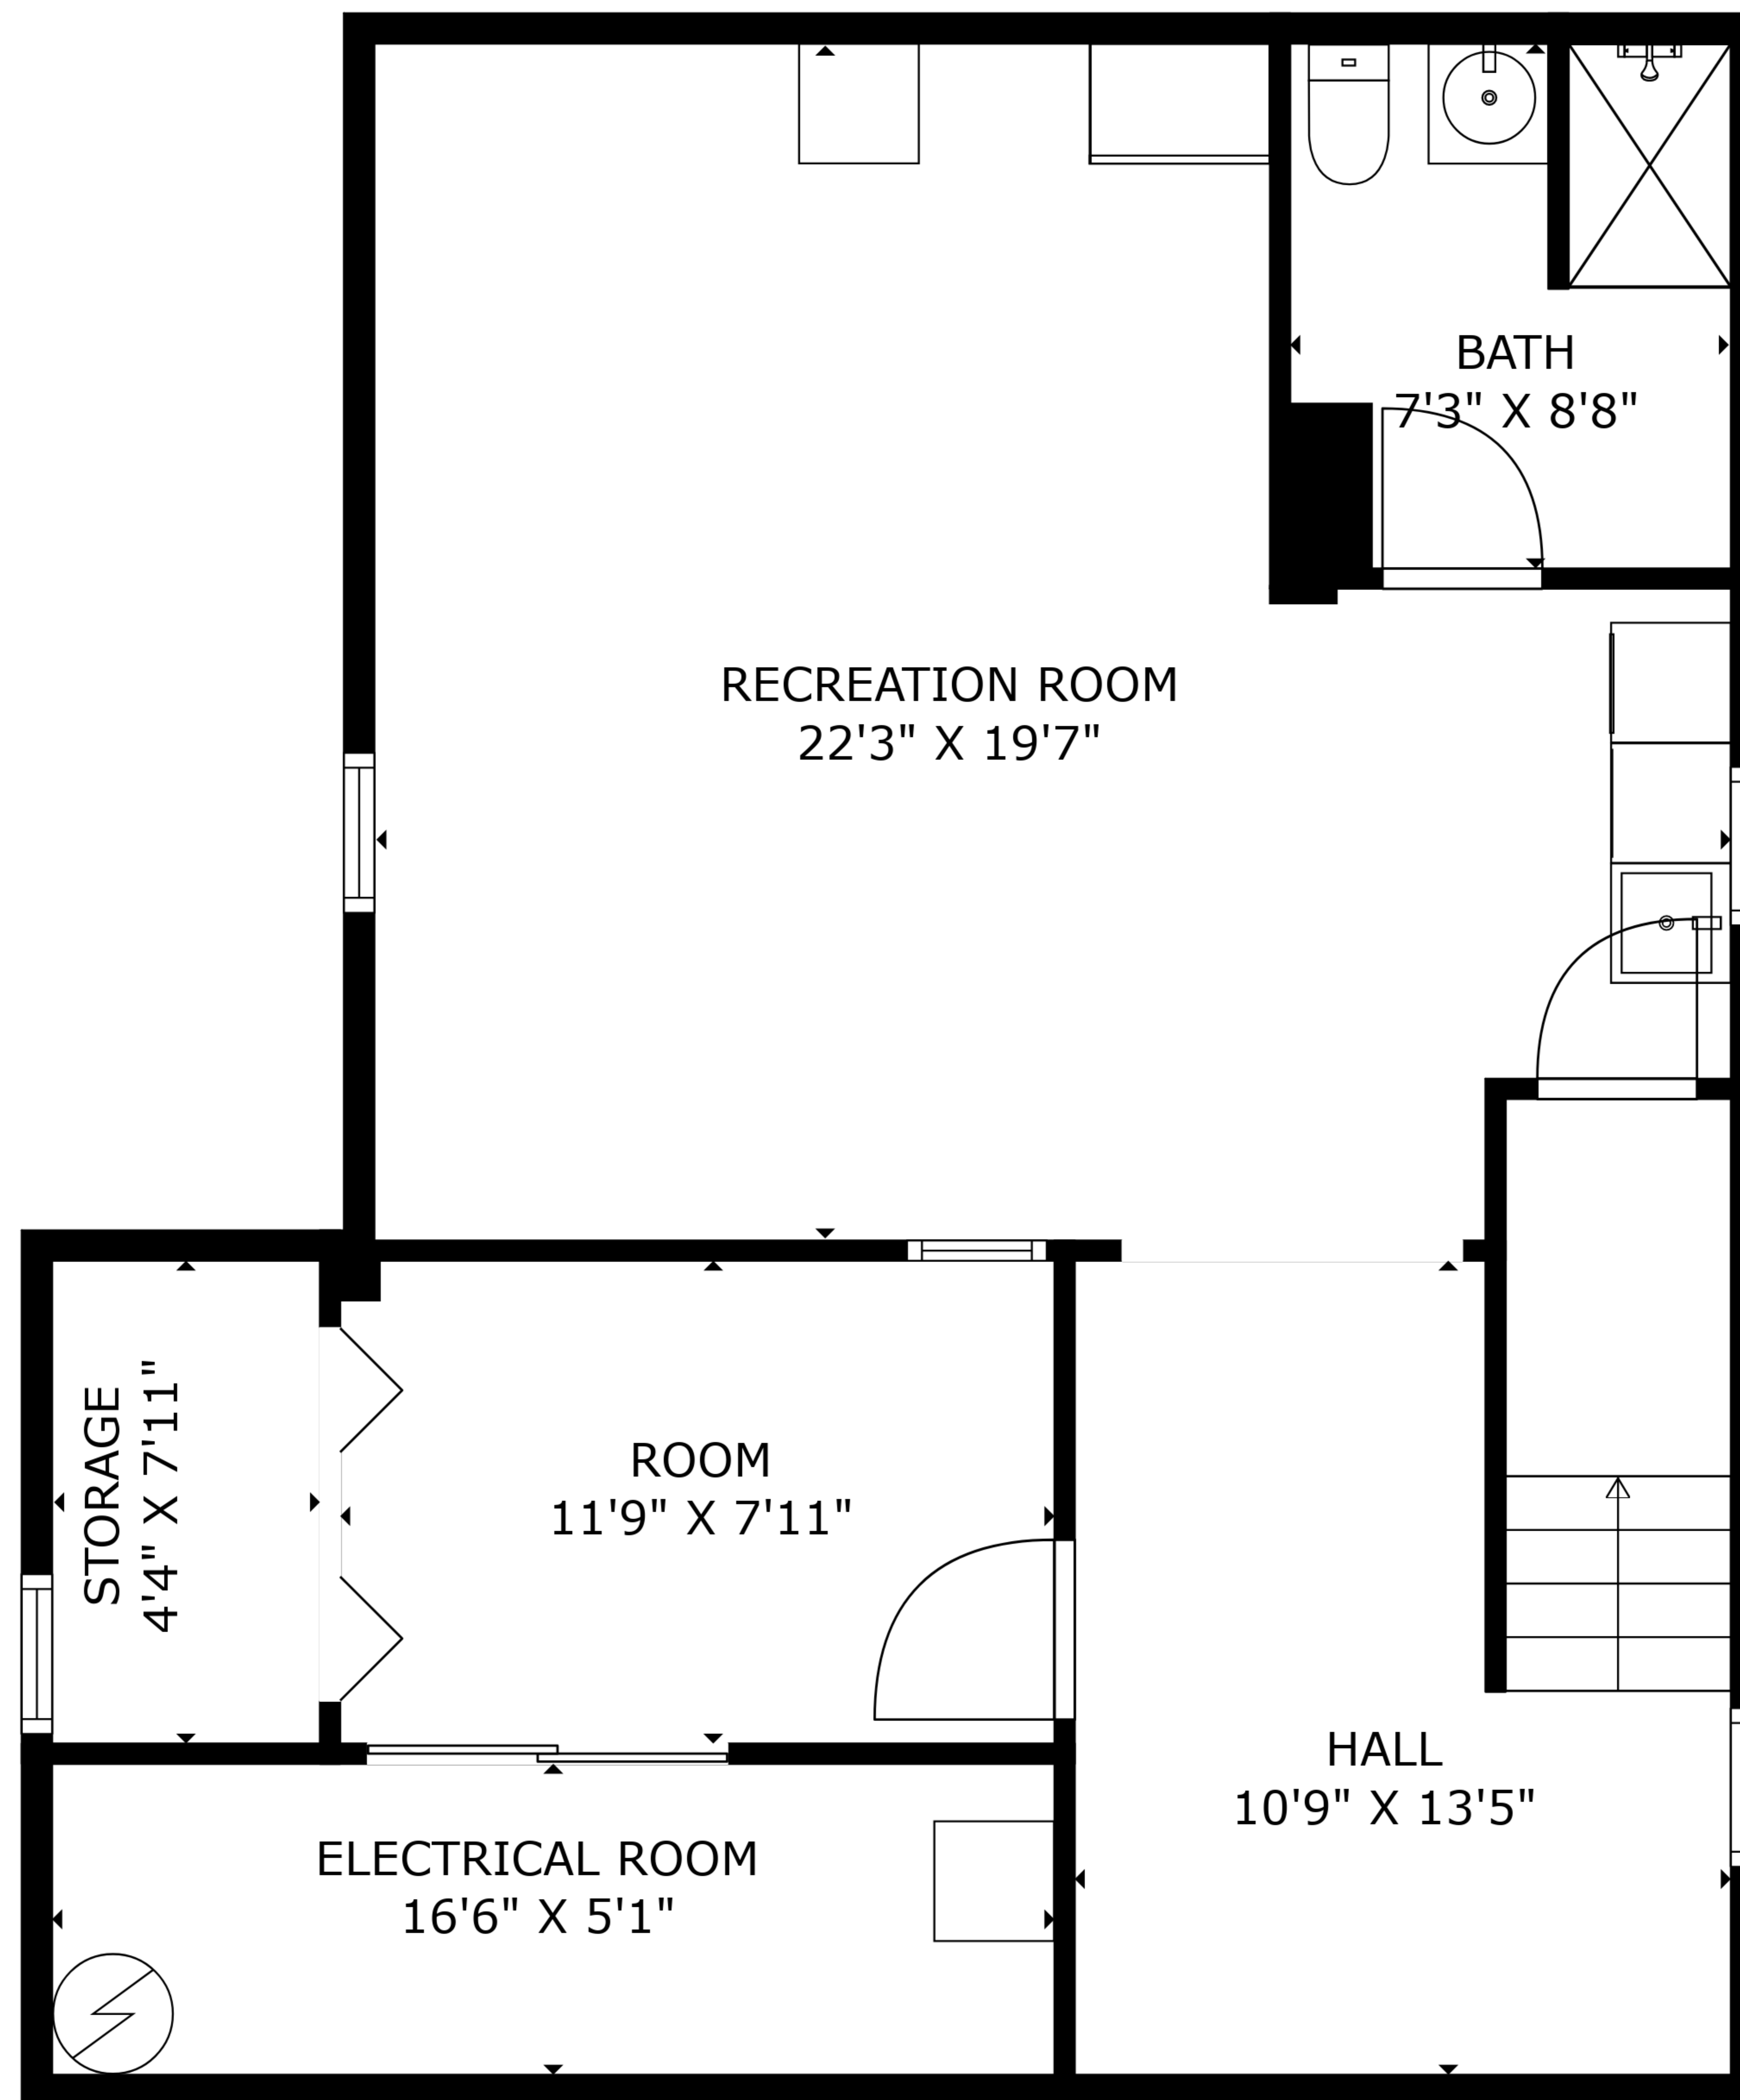 BATH
7'3" X 8'8"
RECREATION ROOM
22'3" X 19'7"
STORAGE
4'4" X 7'11"
ROOM
11'9" X 7'11"
HALL
10'9" X 13'5"
ELECTRICAL ROOM
16'6" X 5'1"